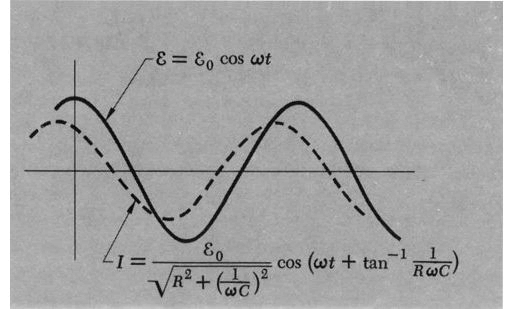 ℰ = ℰ₀ cos ωt
I = ℰ₀ / √(R² + (1/ωC)²) cos (ωt + tan⁻¹ 1/RωC)